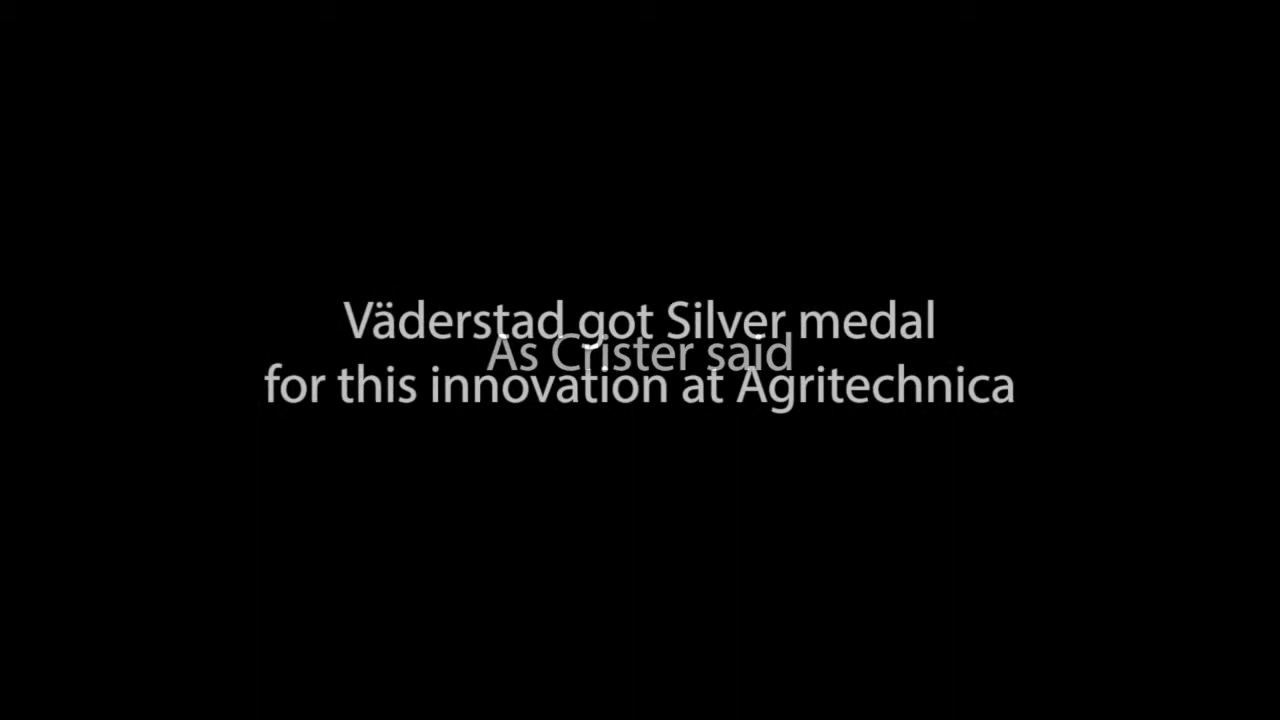 Väderstad got Silver medal
As Crister said
for this innovation at Agritechnica